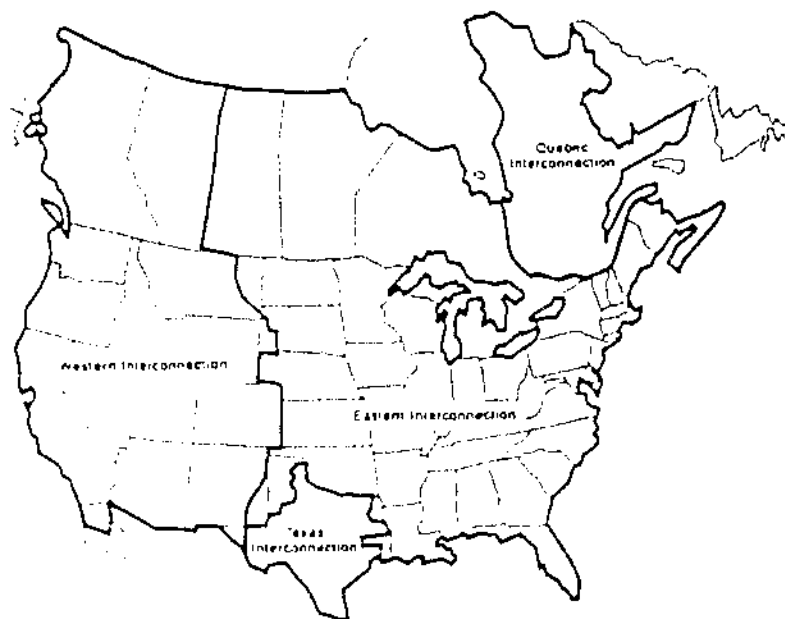 Quebec
Interconnection
Western Interconnection
Eastern Interconnection
Texas
Interconnection